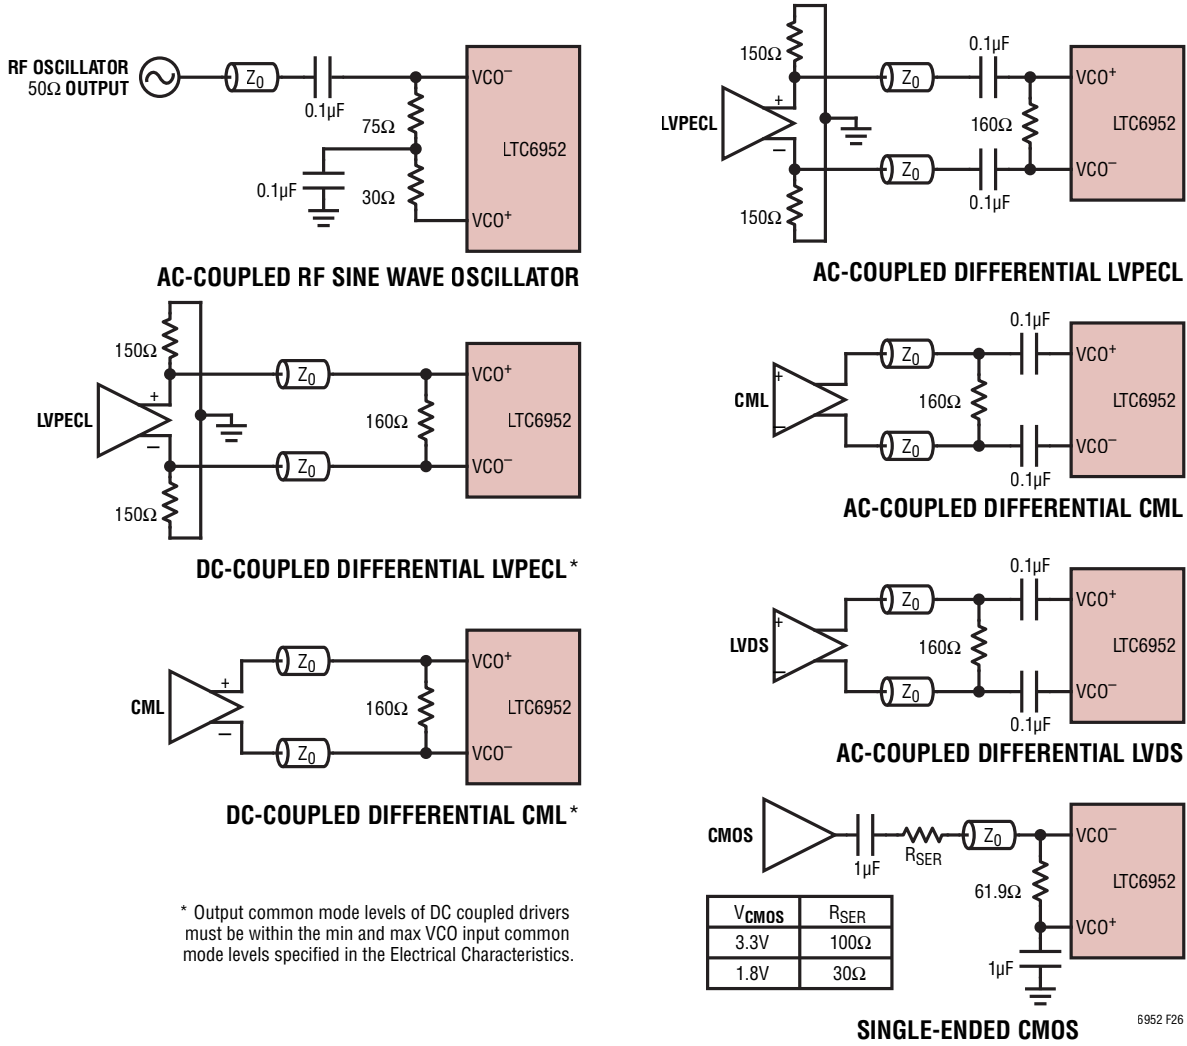 RF OSCILLATOR
50Ω OUTPUT
Z0
0.1µF
VCO–
75Ω
0.1µF
30Ω
VCO+
LTC6952
AC-COUPLED RF SINE WAVE OSCILLATOR
150Ω
LVPECL
+
–
150Ω
Z0
Z0
0.1µF
0.1µF
160Ω
VCO+
VCO–
LTC6952
AC-COUPLED DIFFERENTIAL LVPECL
150Ω
LVPECL
+
–
150Ω
Z0
Z0
160Ω
VCO+
VCO–
LTC6952
DC-COUPLED DIFFERENTIAL LVPECL*
CML
+
–
Z0
Z0
160Ω
0.1µF
0.1µF
VCO+
VCO–
LTC6952
AC-COUPLED DIFFERENTIAL CML
CML
+
–
Z0
Z0
160Ω
VCO+
VCO–
LTC6952
DC-COUPLED DIFFERENTIAL CML*
LVDS
+
–
Z0
Z0
160Ω
0.1µF
0.1µF
VCO+
VCO–
LTC6952
AC-COUPLED DIFFERENTIAL LVDS
* Output common mode levels of DC coupled drivers
must be within the min and max VCO input common
mode levels specified in the Electrical Characteristics.
CMOS
1µF
RSER
Z0
61.9Ω
1µF
VCO–
VCO+
LTC6952
VCMOS RSER
3.3V 100Ω
1.8V 30Ω
SINGLE-ENDED CMOS
6952 F26